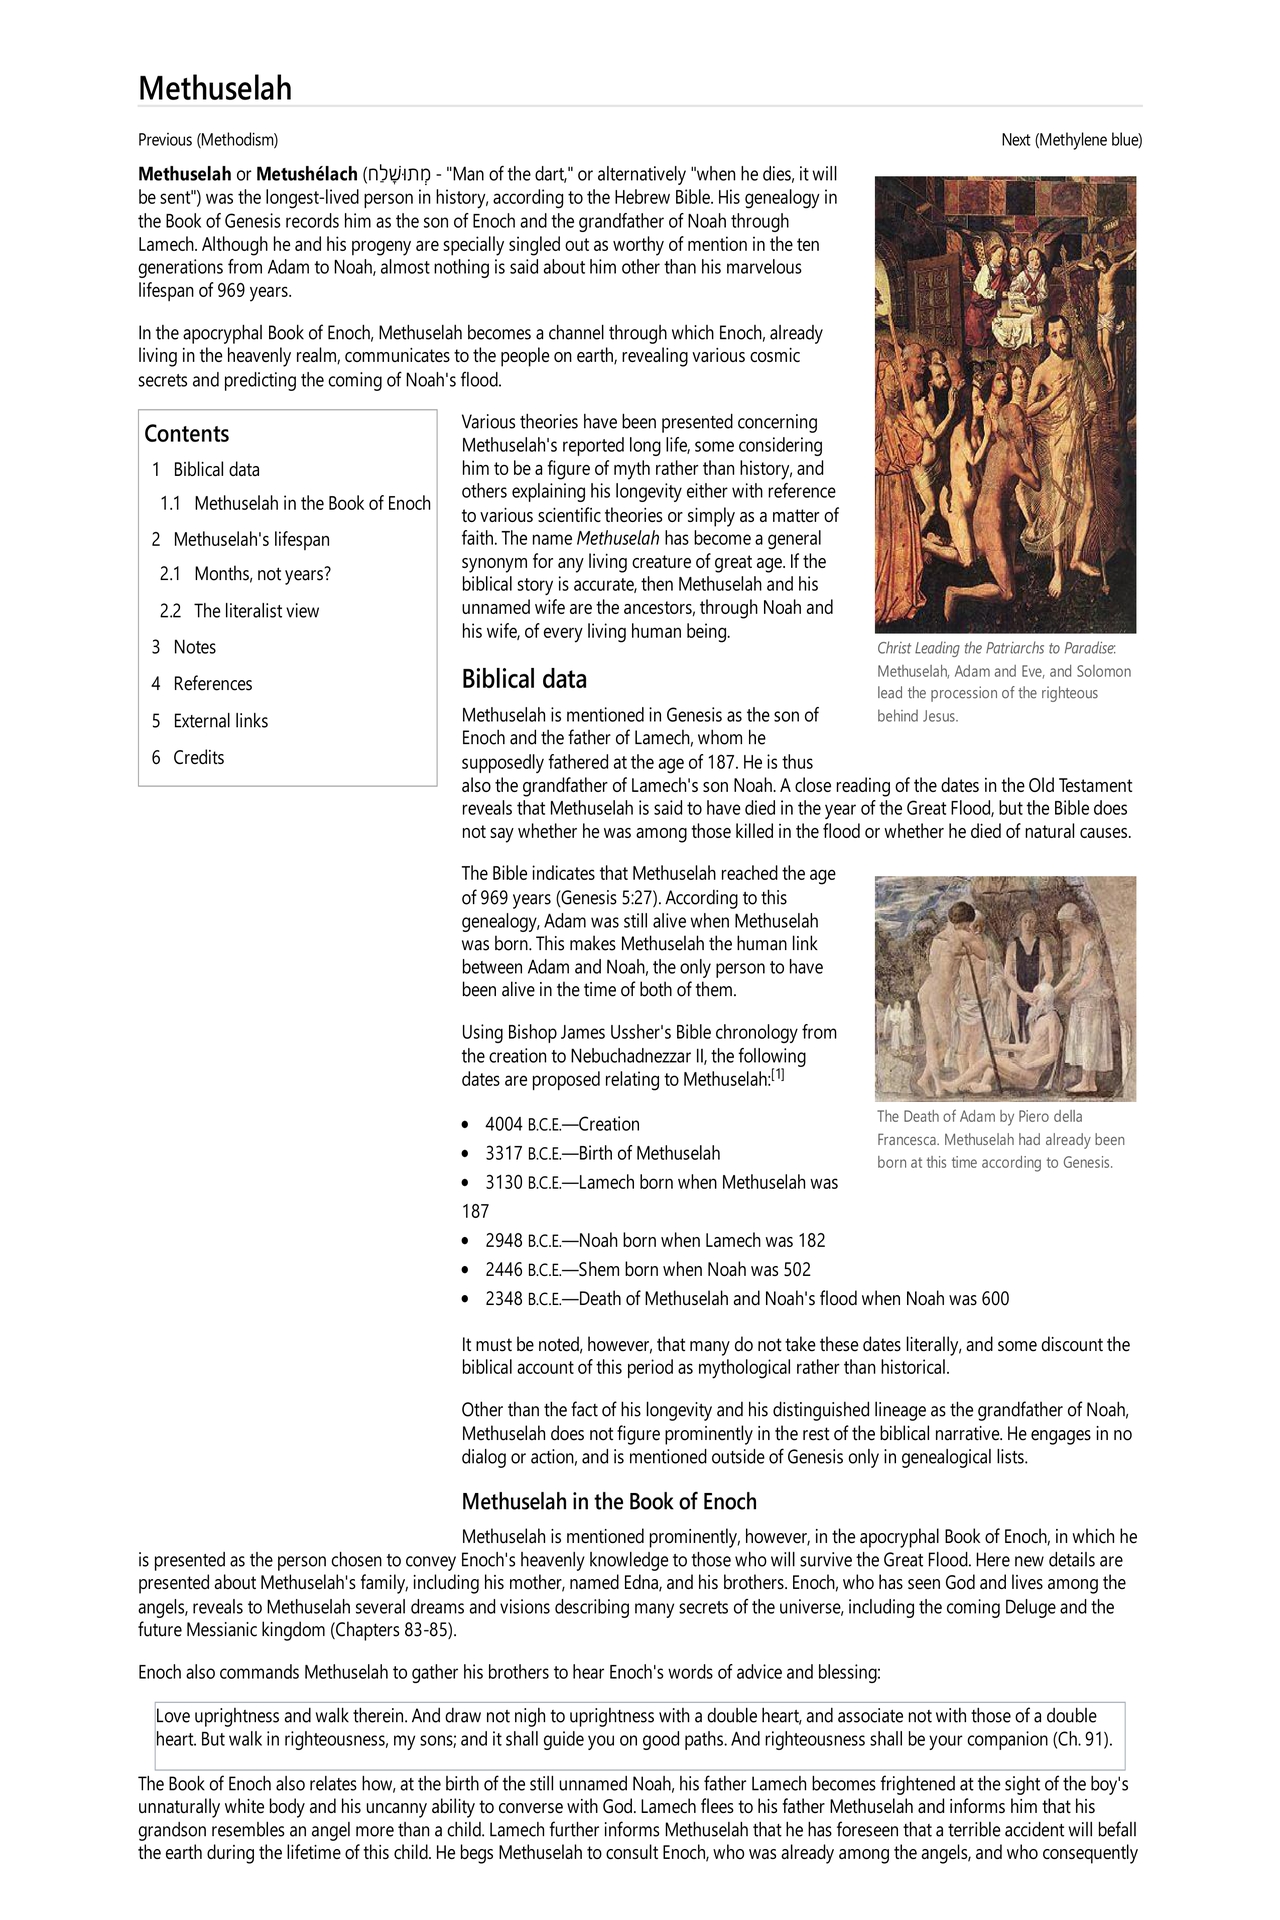 Methuselah
Previous (Methodism)
Next (Methylene blue)
Methuselah or Metushélach (מְתוּשֶׁלַח - "Man of the dart," or alternatively "when he dies, it will
be sent") was the longest-lived person in history, according to the Hebrew Bible. His genealogy in
the Book of Genesis records him as the son of Enoch and the grandfather of Noah through
Lamech. Although he and his progeny are specially singled out as worthy of mention in the ten
generations from Adam to Noah, almost nothing is said about him other than his marvelous
lifespan of 969 years.
In the apocryphal Book of Enoch, Methuselah becomes a channel through which Enoch, already
living in the heavenly realm, communicates to the people on earth, revealing various cosmic
secrets and predicting the coming of Noah's flood.
Christ Leading the Patriarchs to Paradise:
Methuselah, Adam and Eve, and Solomon
lead the procession of the righteous
behind Jesus.
Contents
1 Biblical data
1.1 Methuselah in the Book of Enoch
2 Methuselah's lifespan
2.1 Months, not years?
2.2 The literalist view
3 Notes
4 References
5 External links
6 Credits
Various theories have been presented concerning
Methuselah's reported long life, some considering
him to be a figure of myth rather than history, and
others explaining his longevity either with reference
to various scientific theories or simply as a matter of
faith. The name Methuselah has become a general
synonym for any living creature of great age. If the
biblical story is accurate, then Methuselah and his
unnamed wife are the ancestors, through Noah and
his wife, of every living human being.
Biblical data
Methuselah is mentioned in Genesis as the son of
Enoch and the father of Lamech, whom he
supposedly fathered at the age of 187. He is thus
also the grandfather of Lamech's son Noah. A close reading of the dates in the Old Testament
reveals that Methuselah is said to have died in the year of the Great Flood, but the Bible does
not say whether he was among those killed in the flood or whether he died of natural causes.
The Bible indicates that Methuselah reached the age
of 969 years (Genesis 5:27). According to this
genealogy, Adam was still alive when Methuselah
was born. This makes Methuselah the human link
between Adam and Noah, the only person to have
been alive in the time of both of them.
The Death of Adam by Piero della
Francesca. Methuselah had already been
born at this time according to Genesis.
Using Bishop James Ussher's Bible chronology from
the creation to Nebuchadnezzar II, the following
dates are proposed relating to Methuselah:[1]
• 4004 B.C.E.—Creation
• 3317 B.C.E.—Birth of Methuselah
• 3130 B.C.E.—Lamech born when Methuselah was
187
• 2948 B.C.E.—Noah born when Lamech was 182
• 2446 B.C.E.—Shem born when Noah was 502
• 2348 B.C.E.—Death of Methuselah and Noah's flood when Noah was 600
It must be noted, however, that many do not take these dates literally, and some discount the
biblical account of this period as mythological rather than historical.
Other than the fact of his longevity and his distinguished lineage as the grandfather of Noah,
Methuselah does not figure prominently in the rest of the biblical narrative. He engages in no
dialog or action, and is mentioned outside of Genesis only in genealogical lists.
Methuselah in the Book of Enoch
Methuselah is mentioned prominently, however, in the apocryphal Book of Enoch, in which he
is presented as the person chosen to convey Enoch's heavenly knowledge to those who will survive the Great Flood. Here new details are
presented about Methuselah's family, including his mother, named Edna, and his brothers. Enoch, who has seen God and lives among the
angels, reveals to Methuselah several dreams and visions describing many secrets of the universe, including the coming Deluge and the
future Messianic kingdom (Chapters 83-85).
Enoch also commands Methuselah to gather his brothers to hear Enoch's words of advice and blessing:
Love uprightness and walk therein. And draw not nigh to uprightness with a double heart, and associate not with those of a double
heart. But walk in righteousness, my sons; and it shall guide you on good paths. And righteousness shall be your companion (Ch. 91).
The Book of Enoch also relates how, at the birth of the still unnamed Noah, his father Lamech becomes frightened at the sight of the boy's
unnaturally white body and his uncanny ability to converse with God. Lamech flees to his father Methuselah and informs him that his
grandson resembles an angel more than a child. Lamech further informs Methuselah that he has foreseen that a terrible accident will befall
the earth during the lifetime of this child. He begs Methuselah to consult Enoch, who was already among the angels, and who consequently